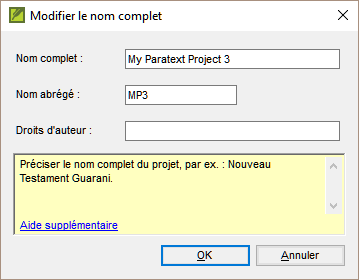 Modifier le nom complet
Nom complet : My Paratext Project 3
Nom abrégé : MP3
Droits d'auteur :
Préciser le nom complet du projet, par ex. : Nouveau
Testament Guarani.
Aide supplémentaire
OK Annuler